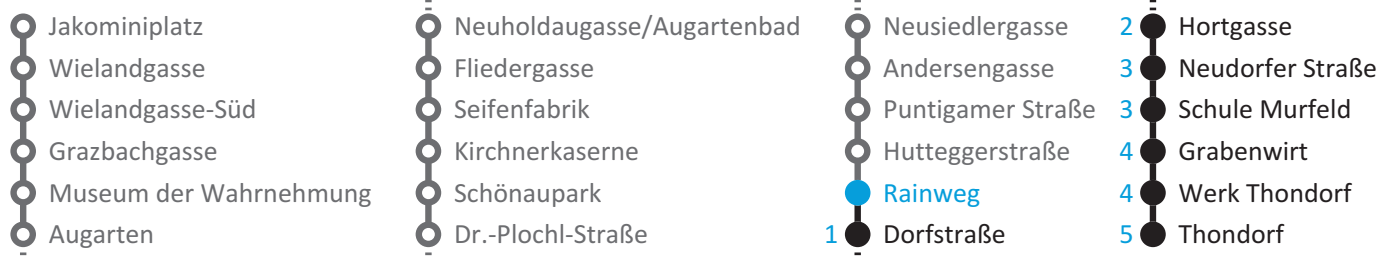 Jakominiplatz
Wielandgasse
Wielandgasse-Süd
Grazbachgasse
Museum der Wahrnehmung
Augarten
Neuholdaugasse/Augartenbad
Fliedergasse
Seifenfabrik
Kirchnerkaserne
Schönaupark
Dr.-Plochl-Straße
Neusiedlergasse
Andersengasse
Puntigamer Straße
Hutteggerstraße
Rainweg
1 Dorfstraße
2 Hortgasse
3 Neudorfer Straße
3 Schule Murfeld
4 Grabenwirt
4 Werk Thondorf
5 Thondorf